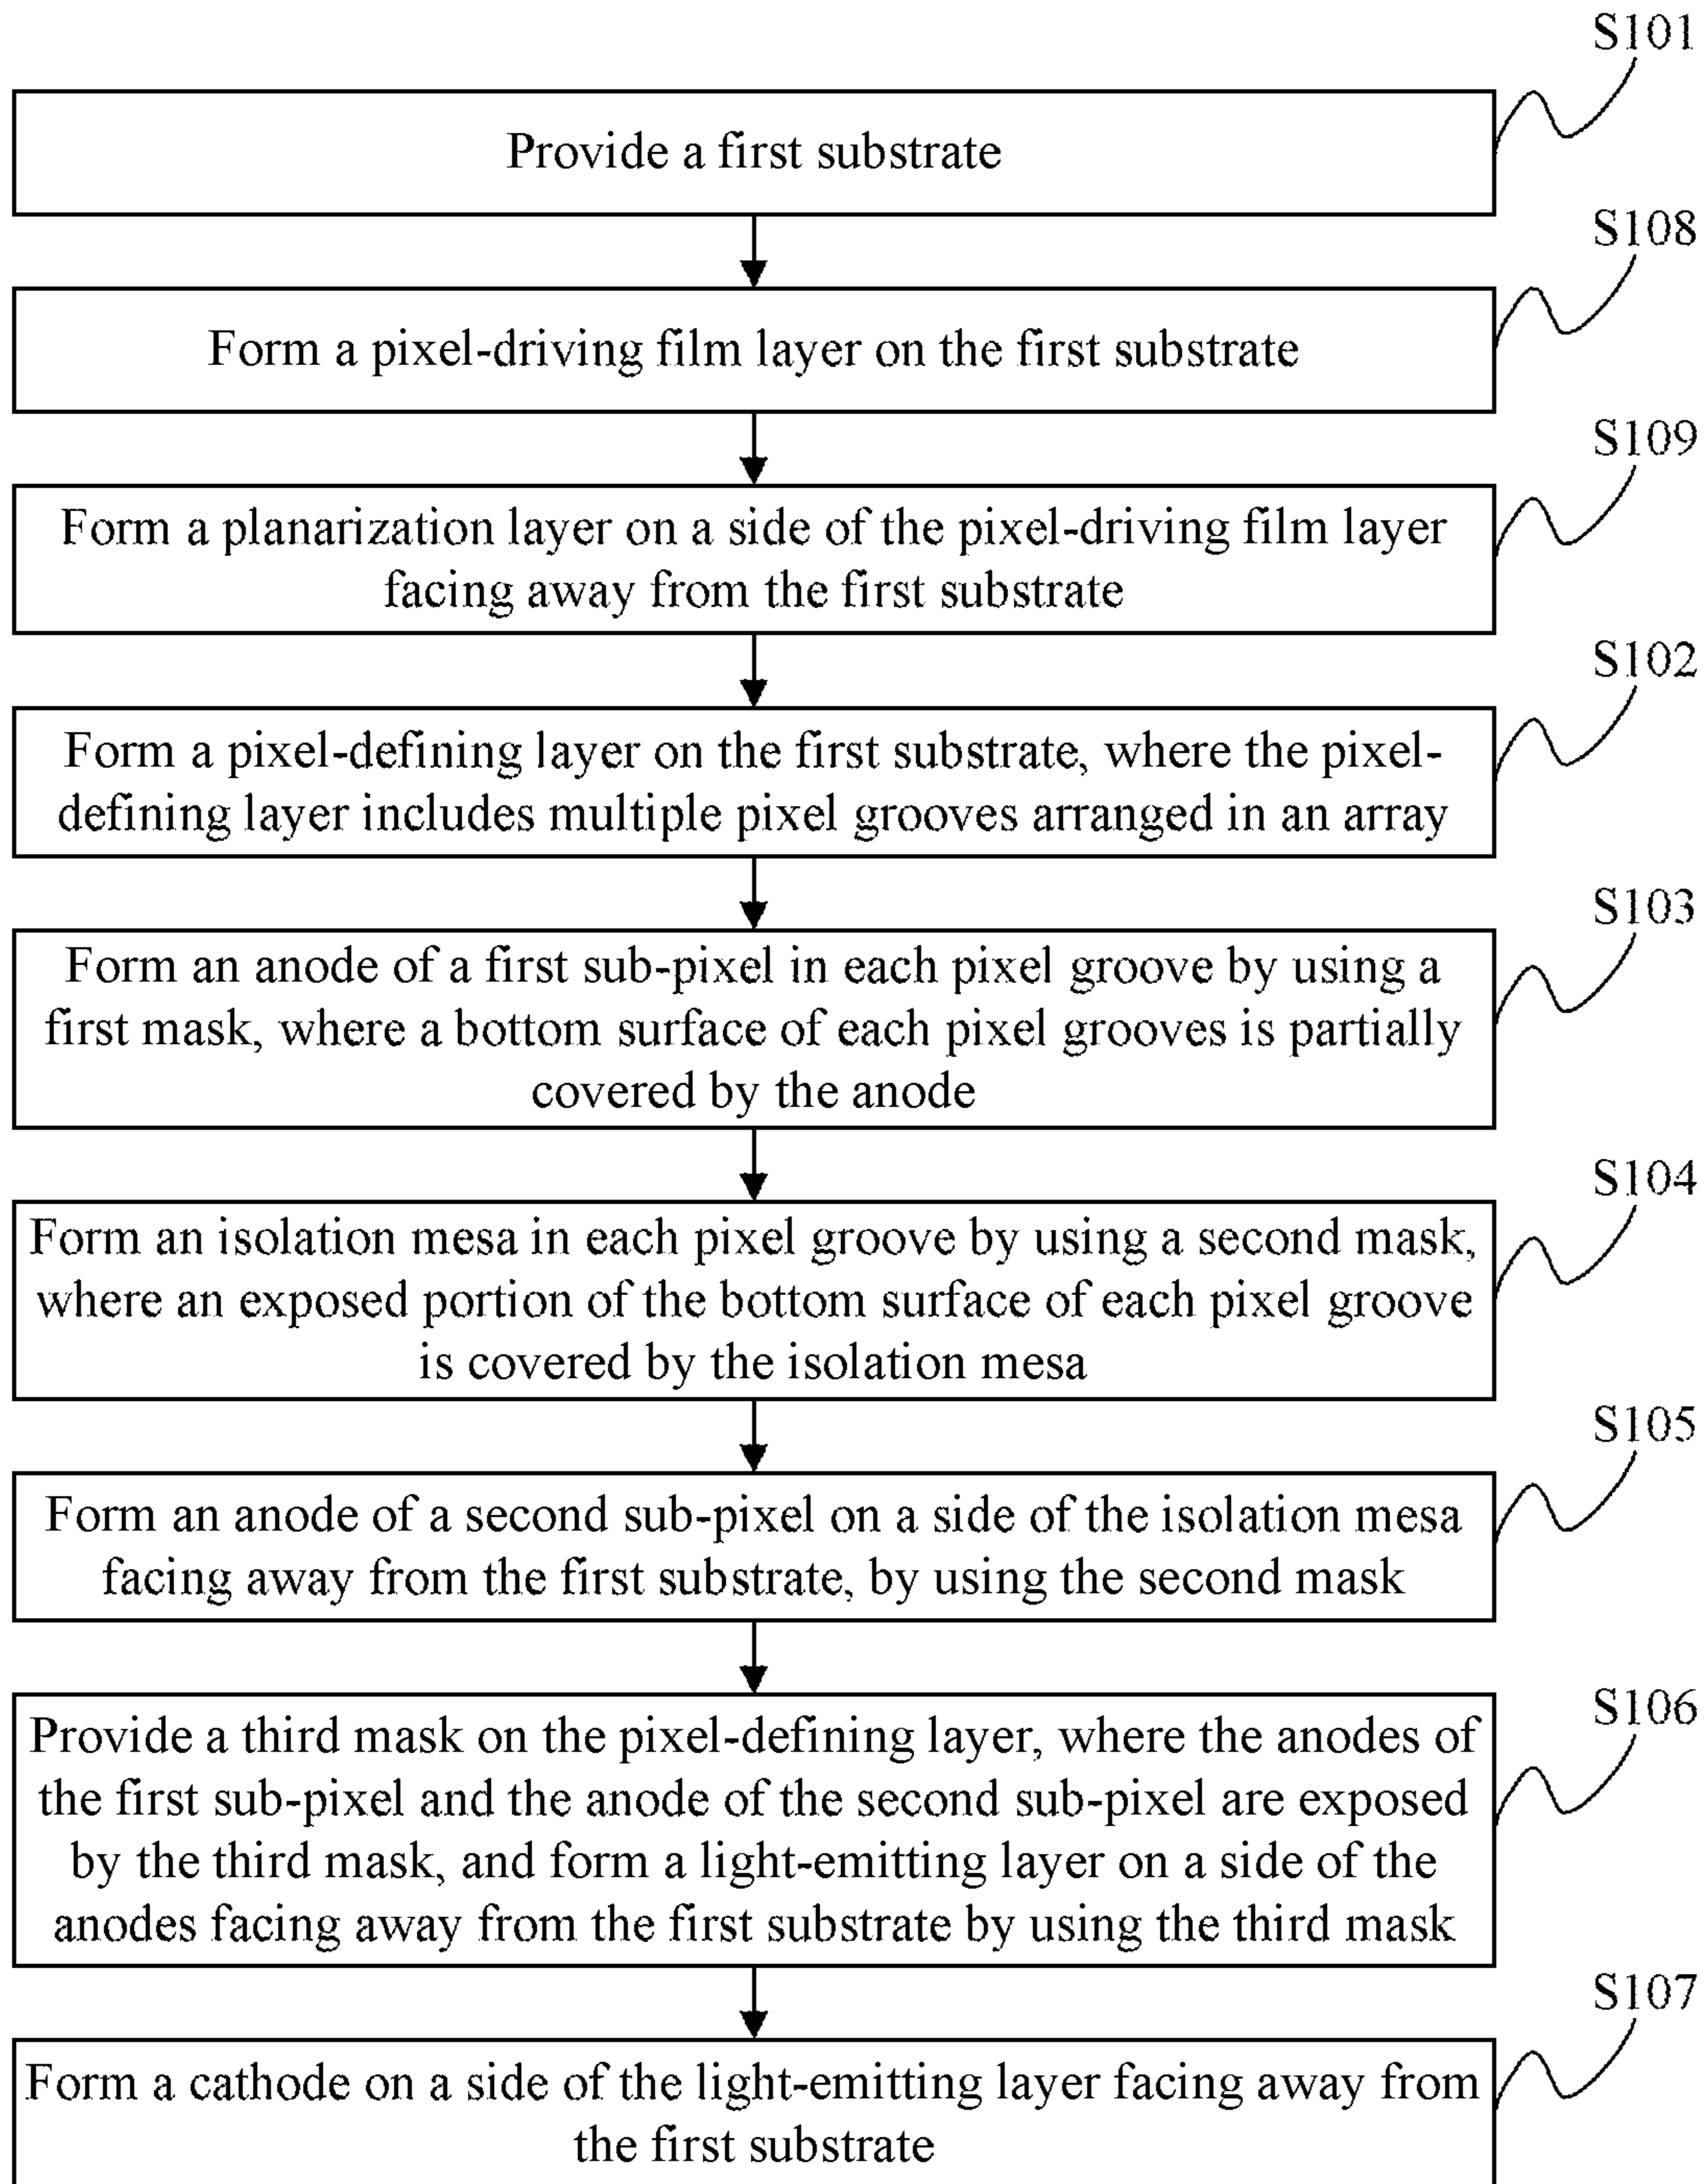 S101
Provide a first substrate
S108
Form a pixel-driving film layer on the first substrate
S109
Form a planarization layer on a side of the pixel-driving film layer
facing away from the first substrate
S102
Form a pixel-defining layer on the first substrate, where the pixel-
defining layer includes multiple pixel grooves arranged in an array
S103
Form an anode of a first sub-pixel in each pixel groove by using a
first mask, where a bottom surface of each pixel grooves is partially
covered by the anode
S104
Form an isolation mesa in each pixel groove by using a second mask,
where an exposed portion of the bottom surface of each pixel groove
is covered by the isolation mesa
S105
Form an anode of a second sub-pixel on a side of the isolation mesa
facing away from the first substrate, by using the second mask
S106
Provide a third mask on the pixel-defining layer, where the anodes of
the first sub-pixel and the anode of the second sub-pixel are exposed
by the third mask, and form a light-emitting layer on a side of the
anodes facing away from the first substrate by using the third mask
S107
Form a cathode on a side of the light-emitting layer facing away from
the first substrate